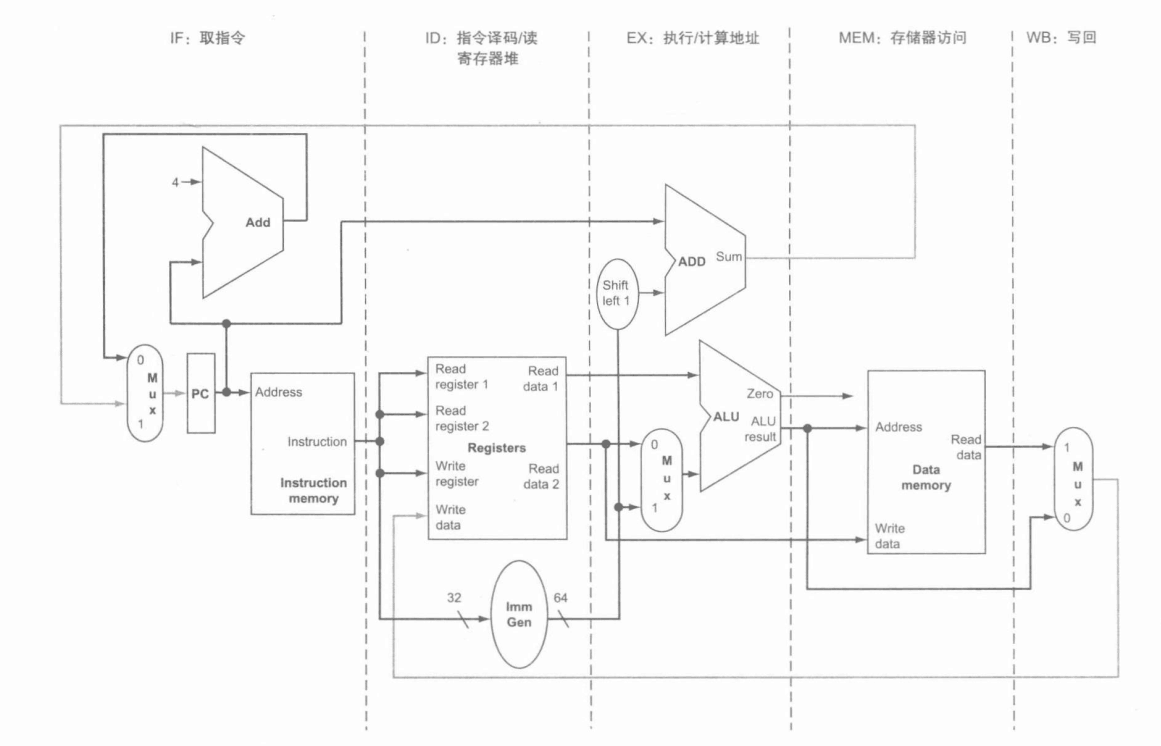 IF：取指令
ID：指令译码/读
寄存器堆
EX：执行/计算地址
MEM：存储器访问
WB：写回
4
Add
ADD
Sum
Shift
left 1
0
M
u
x
1
PC
Address
Instruction
Instruction
memory
Read
register 1
Read
register 2
Write
register
Write
data
Registers
Read
data 1
Read
data 2
0
M
u
x
1
ALU
Zero
ALU
result
Address
Read
data
Data
memory
Write
data
1
M
u
x
0
32
Imm
Gen
64